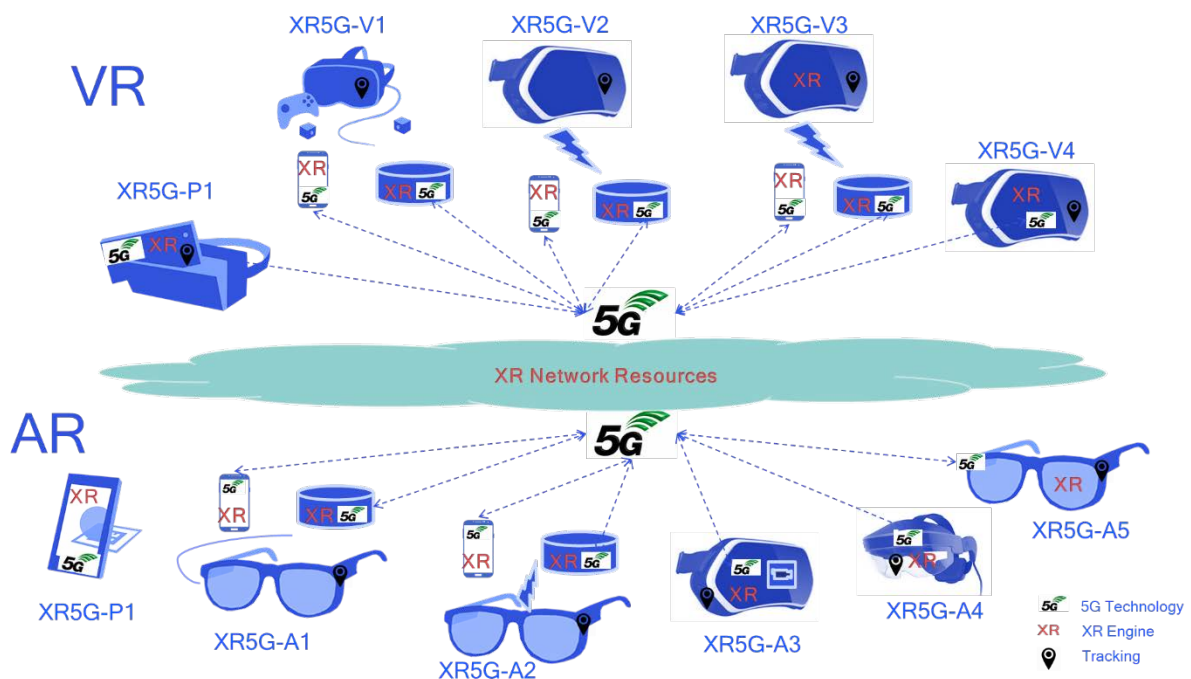 XR5G-V1
XR5G-V2
XR5G-V3
VR
XR
XR5G-V4
XR5G-P1
XR
5G
XR 5G
XR
5G
XR 5G
XR
5G
XR 5G
XR
5G
5G XR
5G
XR Network Resources
5G
AR
5G
XR
XR
5G
5G
XR
XR 5G
5G
XR
XR 5G
5G
XR
5G
XR
XR
5G
XR5G-A5
XR5G-P1
XR5G-A1
XR5G-A2
XR5G-A3
XR5G-A4
5G 5G Technology
XR XR Engine
Tracking